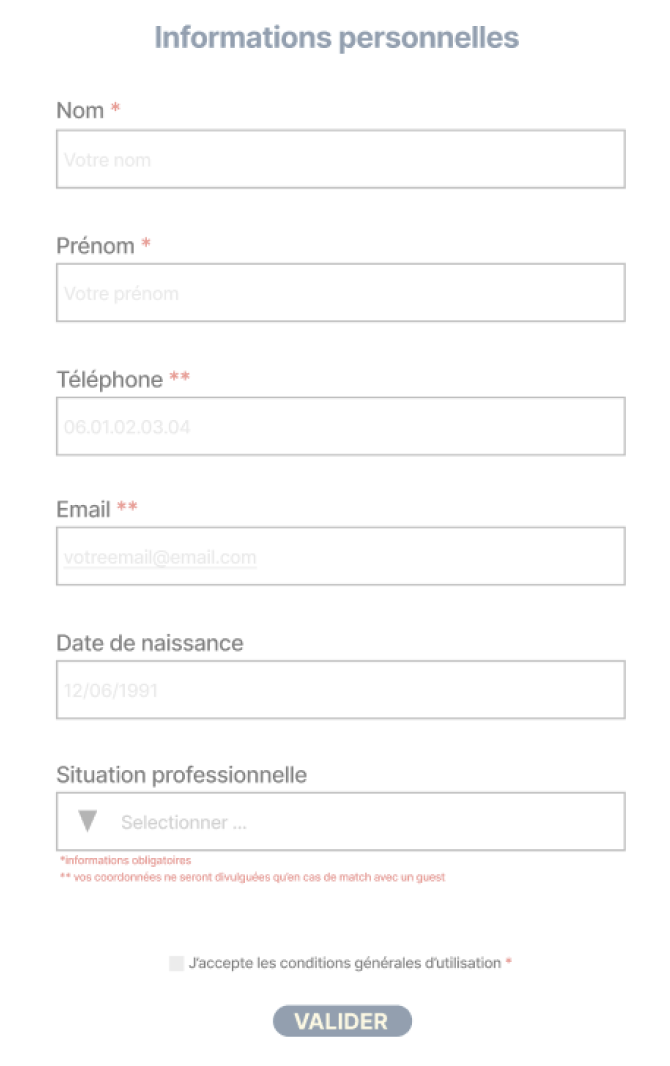 Informations personnelles
Nom *
Votre nom
Prénom *
Votre prénom
Téléphone **
06.01.02.03.04
Email **
votreemail@email.com
Date de naissance
12/06/1991
Situation professionnelle
Selectionner ...
*informations obligatoires
** vos coordonnées ne seront divulguées qu'en cas de match avec un guest
J'accepte les conditions générales d'utilisation *
VALIDER